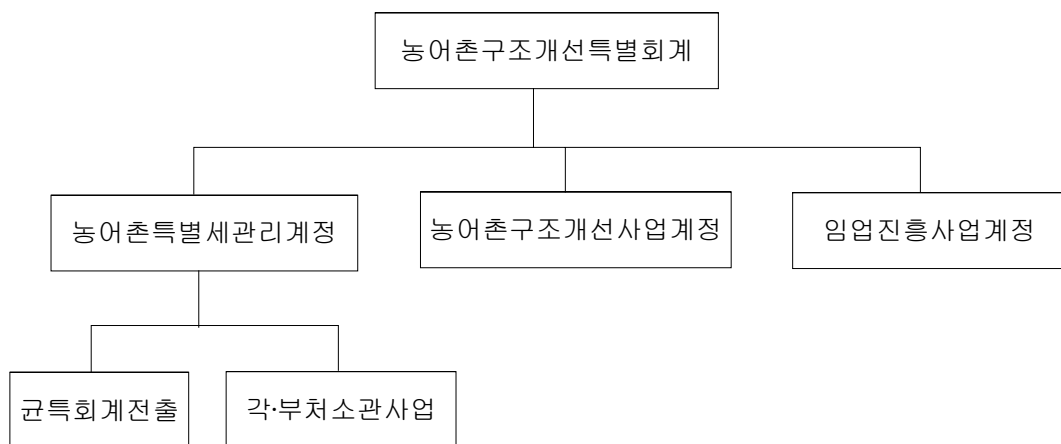 농어촌구조개선특별회계
농어촌특별세관리계정
농어촌구조개선사업계정
임업진흥사업계정
균특회계전출
각·부처소관사업